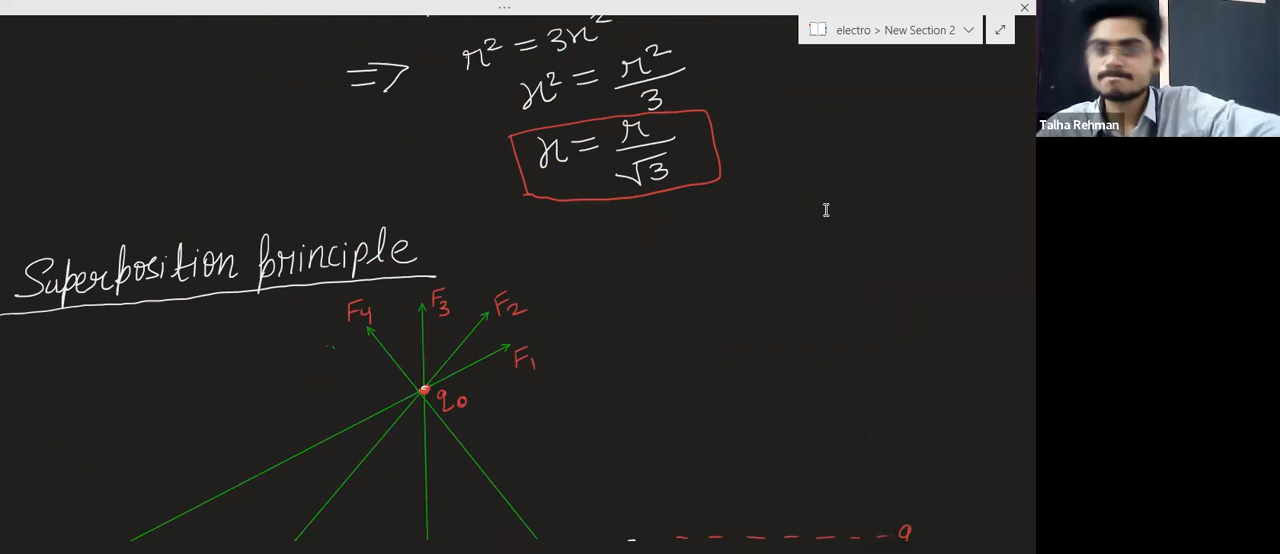 electro > New Section 2
r² = 3x²
=> x² = r²/3
x = r/√3
Talha Rehman
Superposition principle
F4 F3 F2
F1
q0
q